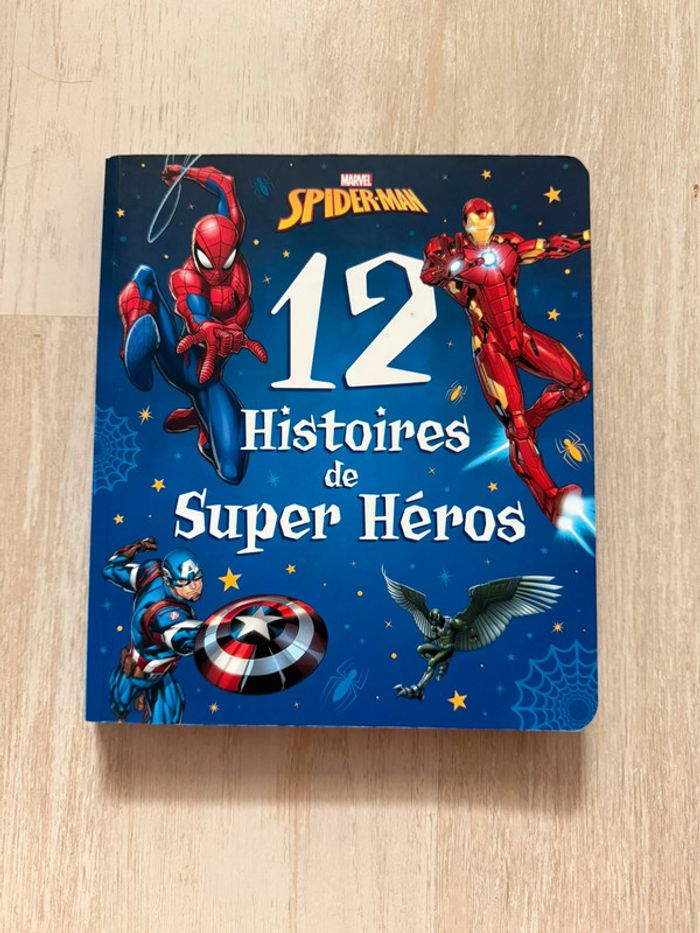 MARVEL
SPIDER-MAN
12
Histoires
de
Super Héros